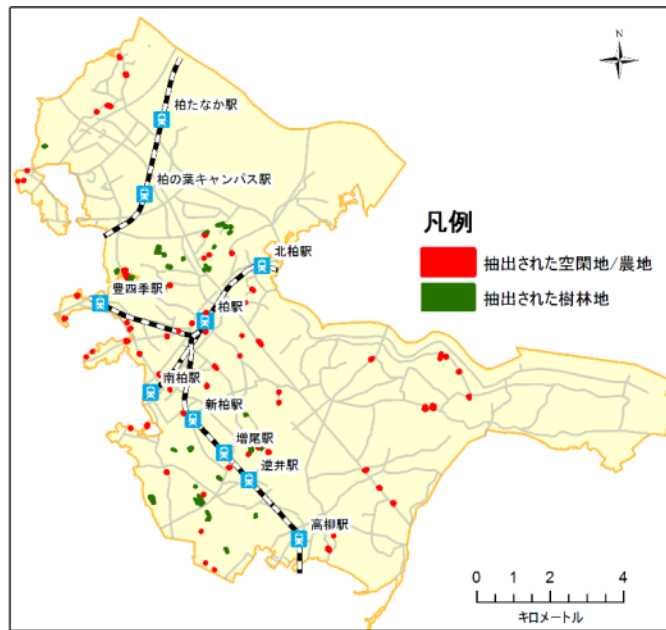 N
柏たなか駅
柏の葉キャンパス駅
凡例
北柏駅
抽出された空閑地/農地
豊四季駅
抽出された樹林地
柏駅
南柏駅
新柏駅
増尾駅
逆井駅
高柳駅
0 1 2 4
キロメートル